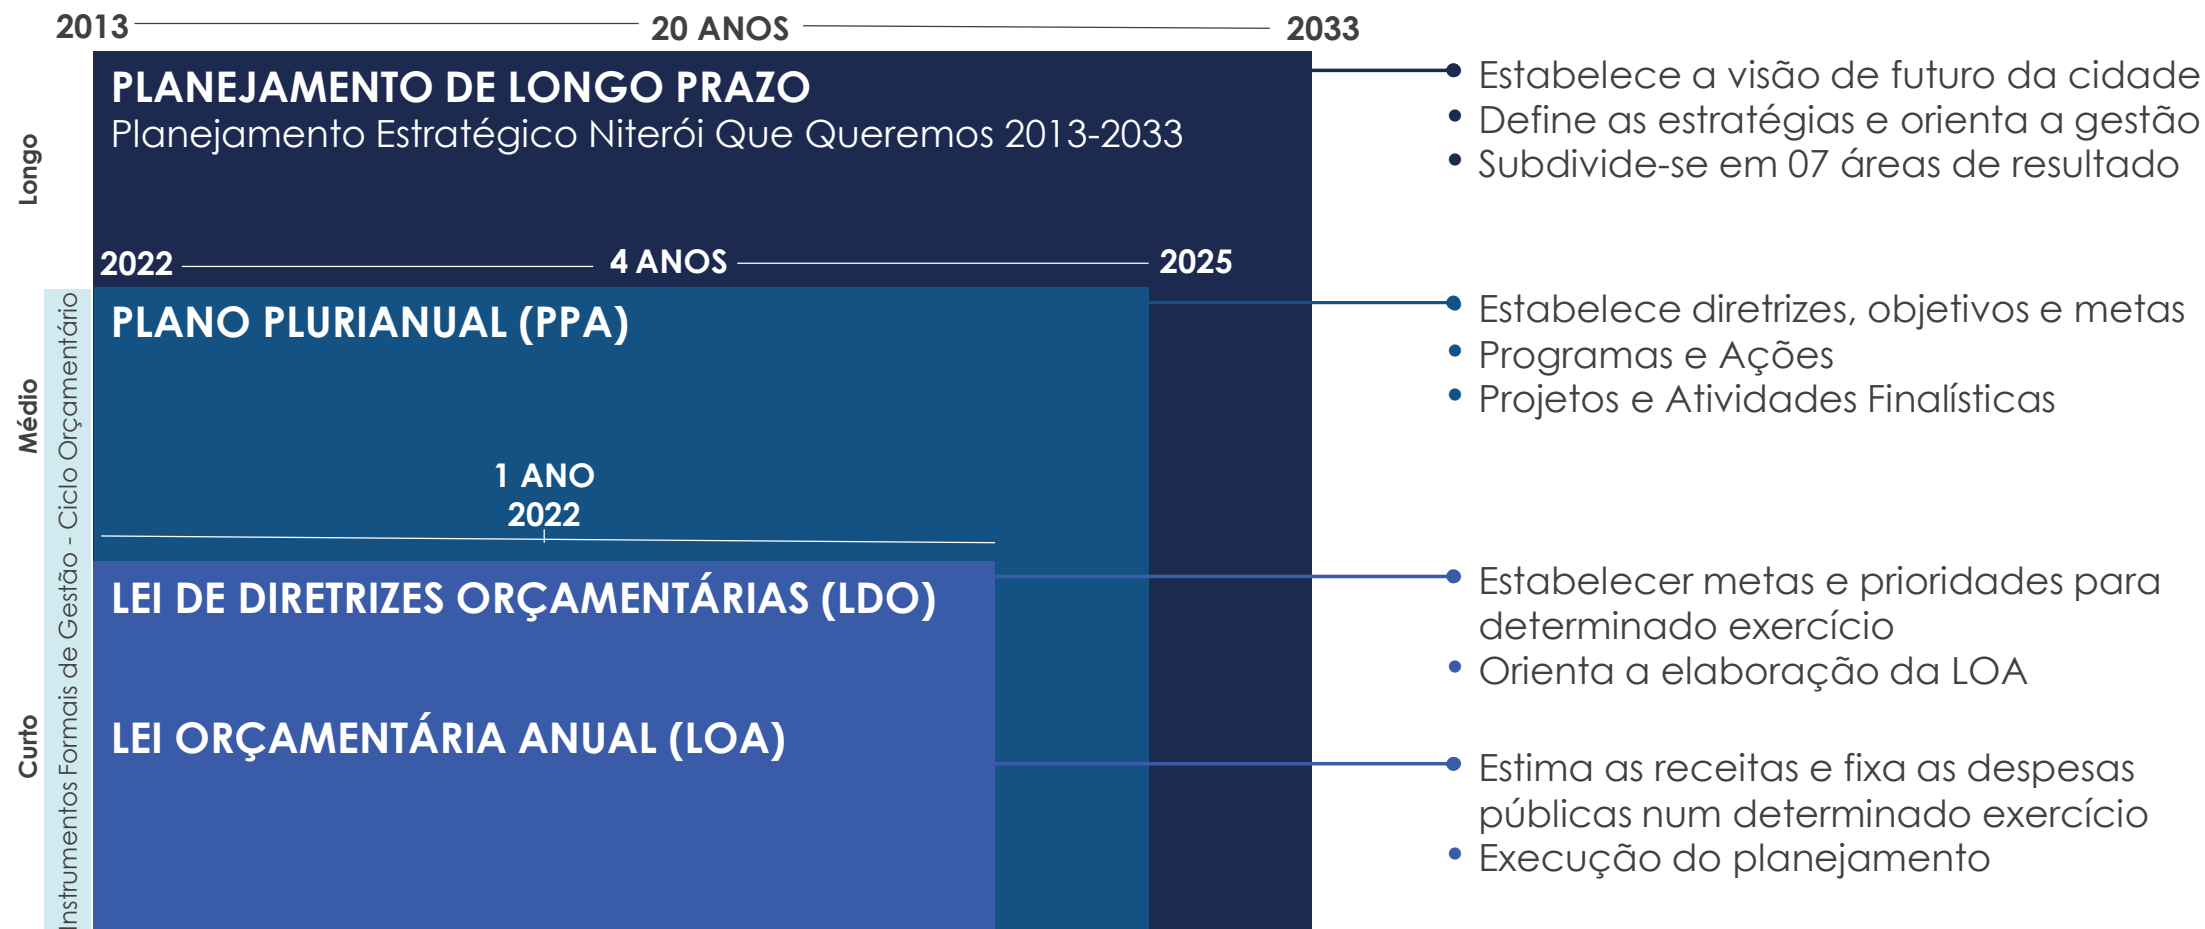 2013 20 ANOS 2033
Longo
PLANEJAMENTO DE LONGO PRAZO
Planejamento Estratégico Niterói Que Queremos 2013-2033
• Estabelece a visão de futuro da cidade
• Define as estratégias e orienta a gestão
• Subdivide-se em 07 áreas de resultado
2022 4 ANOS 2025
Médio
Instrumentos Formais de Gestão - Ciclo Orçamentário
PLANO PLURIANUAL (PPA)
• Estabelece diretrizes, objetivos e metas
• Programas e Ações
• Projetos e Atividades Finalísticas
1 ANO
2022
Curto
LEI DE DIRETRIZES ORÇAMENTÁRIAS (LDO)
• Estabelecer metas e prioridades para
determinado exercício
• Orienta a elaboração da LOA
LEI ORÇAMENTÁRIA ANUAL (LOA)
• Estima as receitas e fixa as despesas
públicas num determinado exercício
• Execução do planejamento